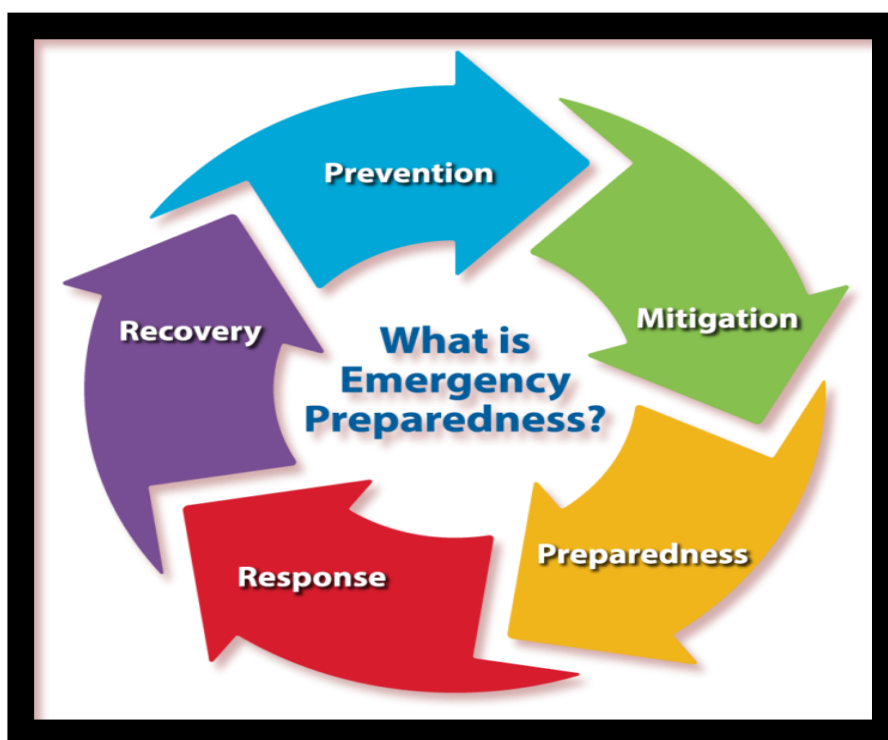 Prevention
Mitigation
Recovery
What is
Emergency
Preparedness?
Preparedness
Response